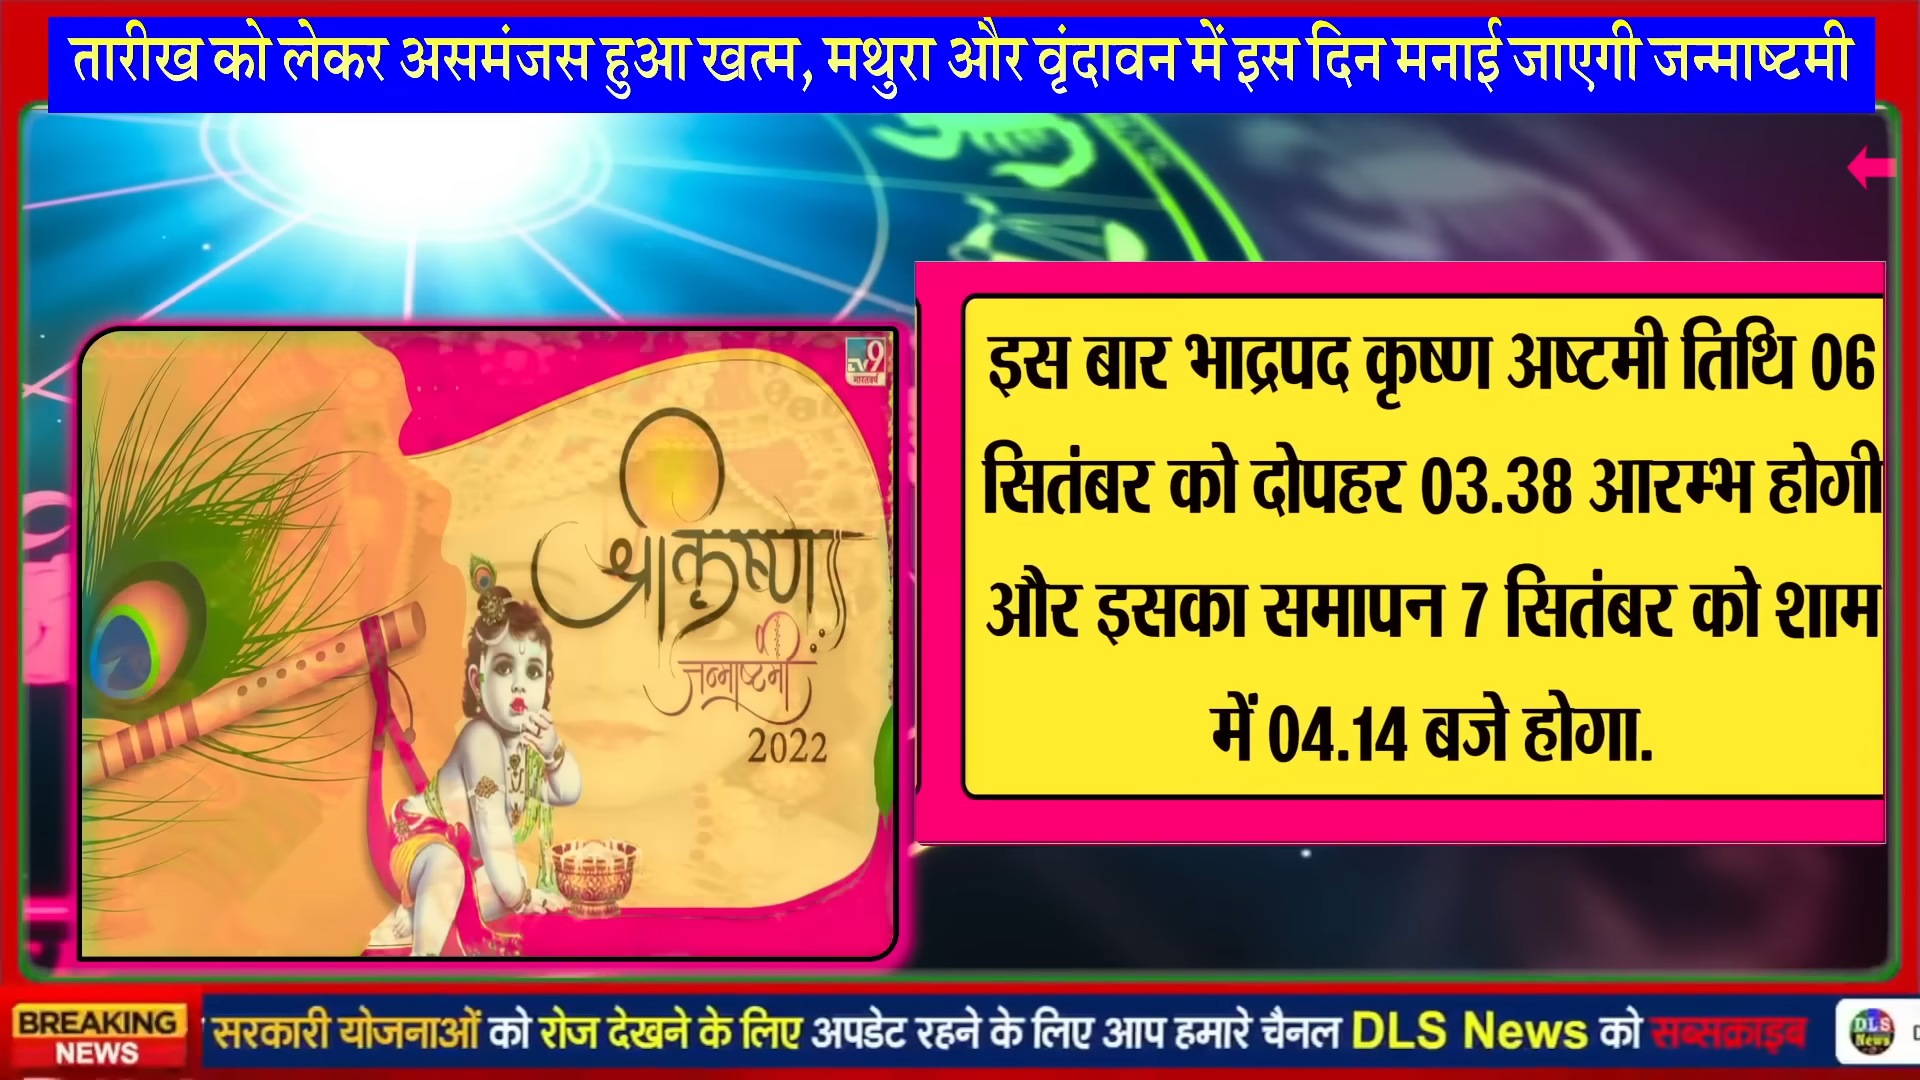 तारीख को लेकर असमंजस हुआ खत्म, मथुरा और वृंदावन में इस दिन मनाई जाएगी जन्माष्टमी
TV9
भारतवर्ष
श्रीकृष्ण
जन्माष्टमी
की
2022
इस बार भाद्रपद कृष्ण अष्टमी तिथि 06
सितंबर को दोपहर 03.38 आरम्भ होगी
और इसका समापन 7 सितंबर को शाम
में 04.14 बजे होगा.
BREAKING
NEWS
सरकारी योजनाओं को रोज देखने के लिए अपडेट रहने के लिए आप हमारे चैनल DLS News को सब्सक्राइब
DLS
News